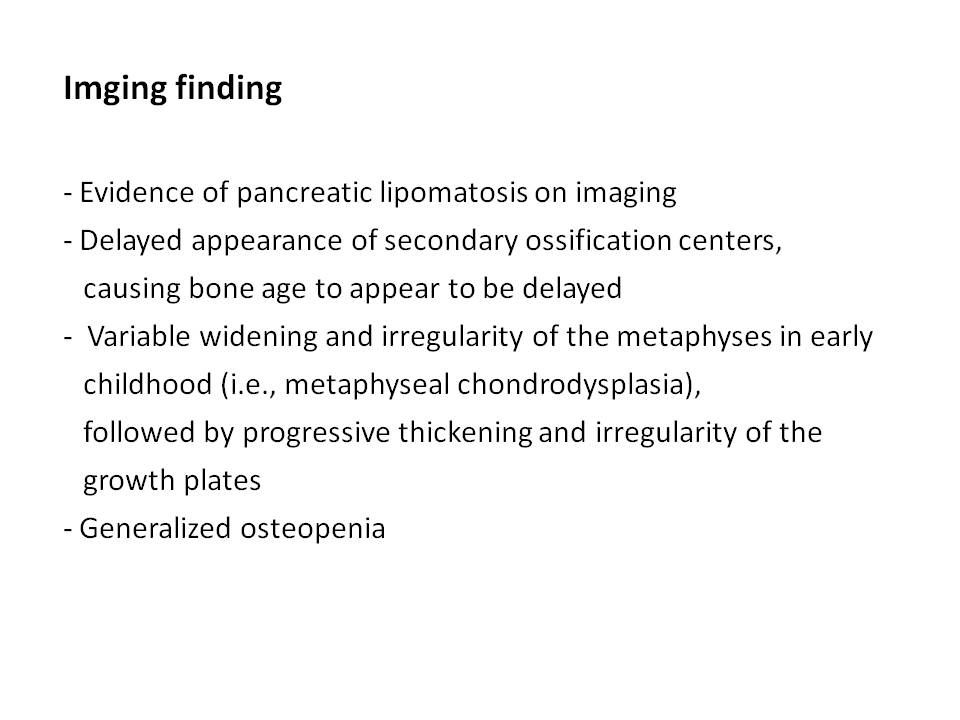 Imging finding
- Evidence of pancreatic lipomatosis on imaging
- Delayed appearance of secondary ossification centers,
causing bone age to appear to be delayed
- Variable widening and irregularity of the metaphyses in early
childhood (i.e., metaphyseal chondrodysplasia),
followed by progressive thickening and irregularity of the
growth plates
- Generalized osteopenia